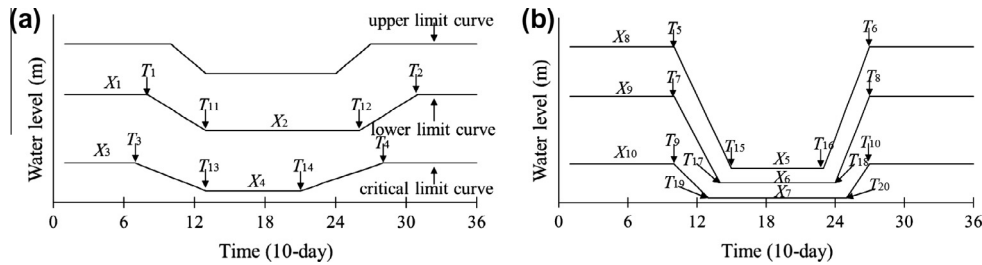 (a)
upper limit curve
X1
T1
T2
T11
T12
X2
lower limit curve
X3
T3
T4
T13
T14
X4
critical limit curve
Water level (m)
0 6 12 18 24 30 36
Time (10-day)
(b)
X8
T5
T6
X9
T7
T8
T15
X5
T16
X10
T9
T10
T17
X6
T18
T19
X7
T20
Water level (m)
0 6 12 18 24 30 36
Time (10-day)